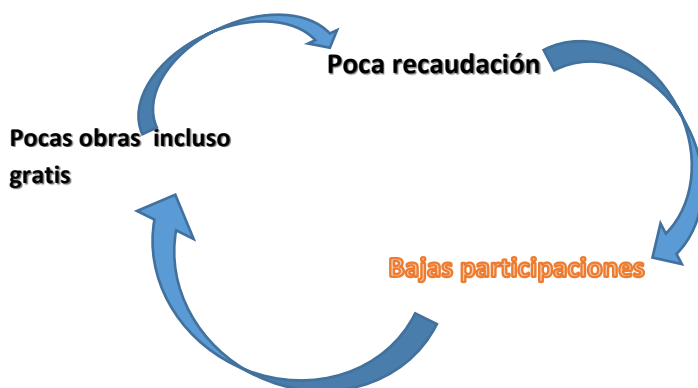 Poca recaudación
Pocas obras incluso
gratis
Bajas participaciones